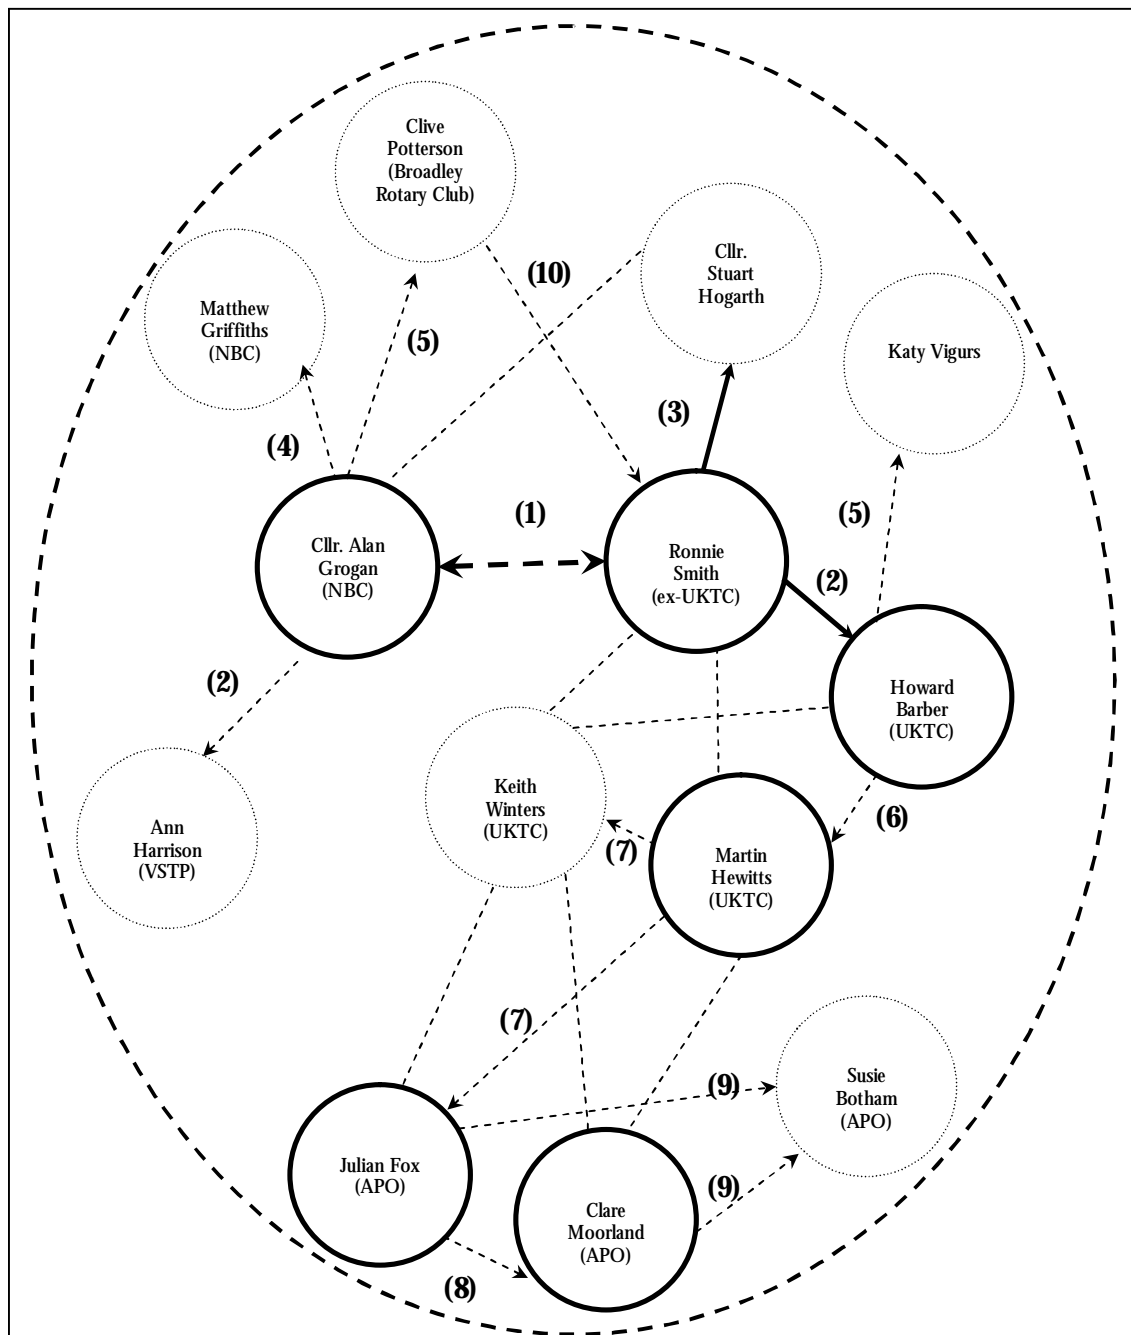 Clive
Potterson
(Broadley
Rotary Club)
(10)
Cllr.
Stuart
Hogarth
Matthew
Griffiths
(NBC)
(5)
Katy Vigurs
(3)
(4)
(1)
(5)
Cllr. Alan
Grogan
(NBC)
Ronnie
Smith
(ex-UKTC)
(2)
(2)
Howard
Barber
(UKTC)
Keith
Winters
(UKTC)
(6)
Ann
Harrison
(VSTP)
(7)
Martin
Hewitts
(UKTC)
(7)
(9)
Susie
Botham
(APO)
Julian Fox
(APO)
(9)
Clare
Moorland
(APO)
(8)